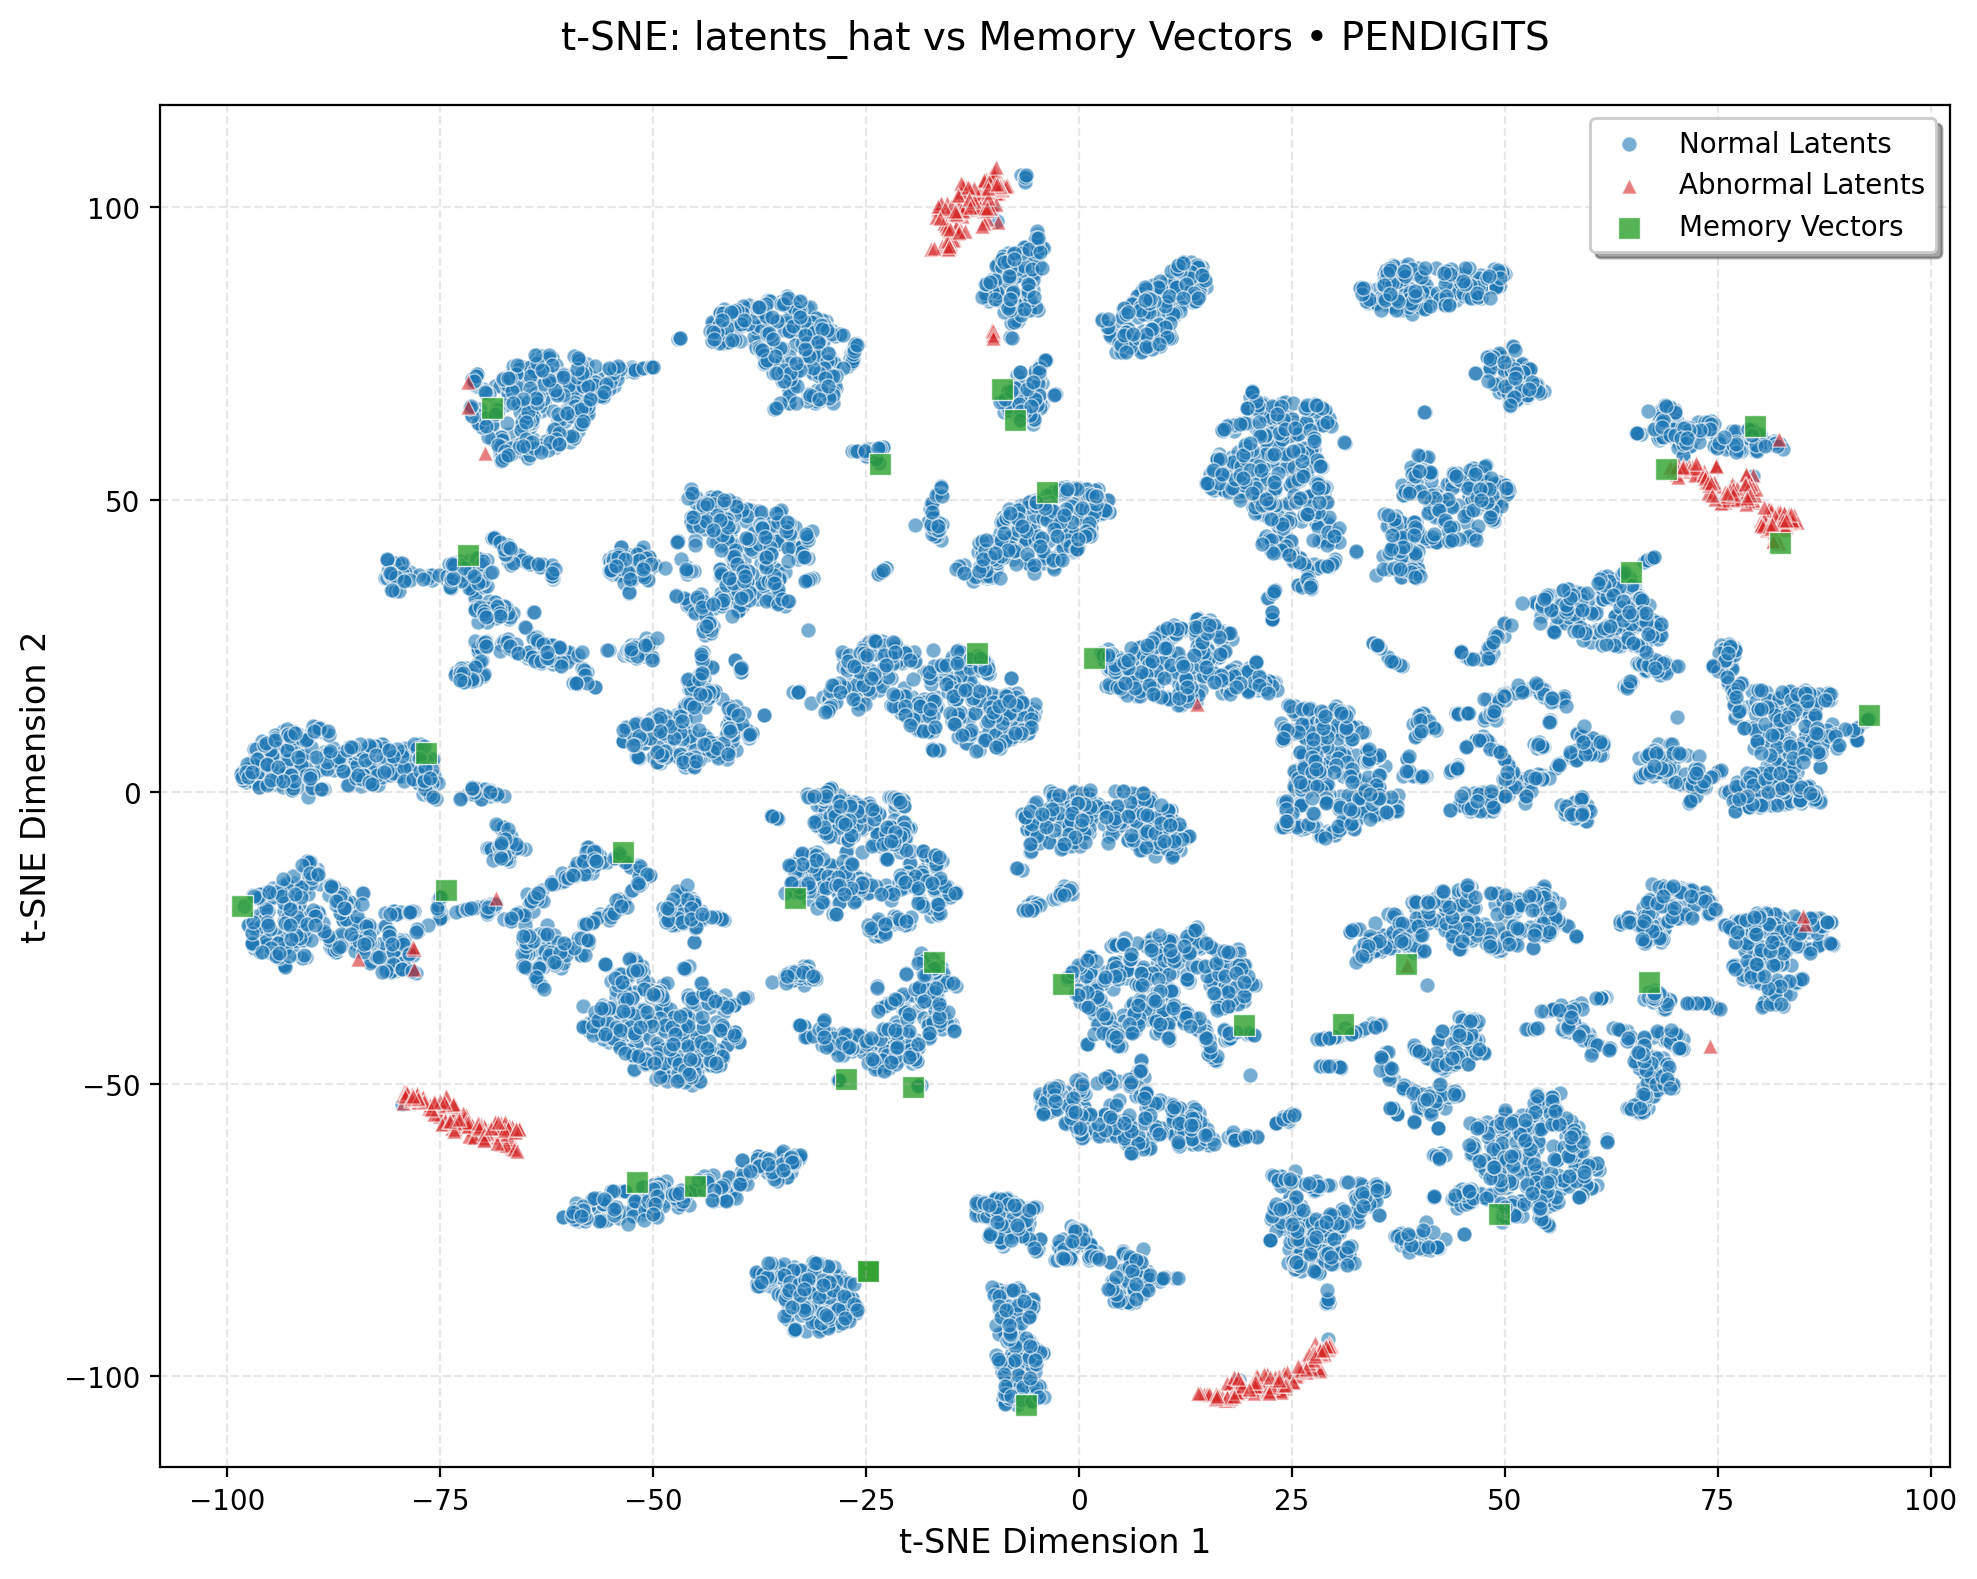 t-SNE: latents_hat vs Memory Vectors • PENDIGITS
Normal Latents
Abnormal Latents
Memory Vectors
100
50
0
−50
−100
t-SNE Dimension 2
−100
−75
−50
−25
0
25
50
75
100
t-SNE Dimension 1